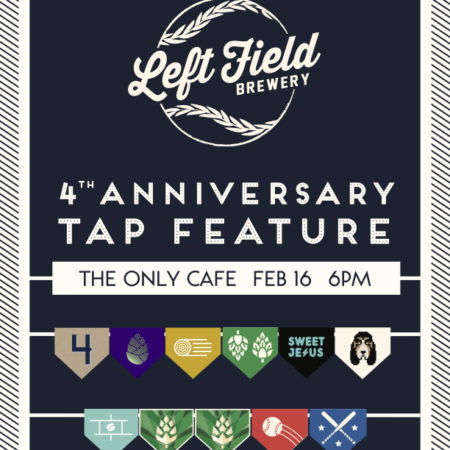 Left Field
BREWERY
4TH ANNIVERSARY
TAP FEATURE
THE ONLY CAFE FEB 16 6PM
4
SWEET
JESUS